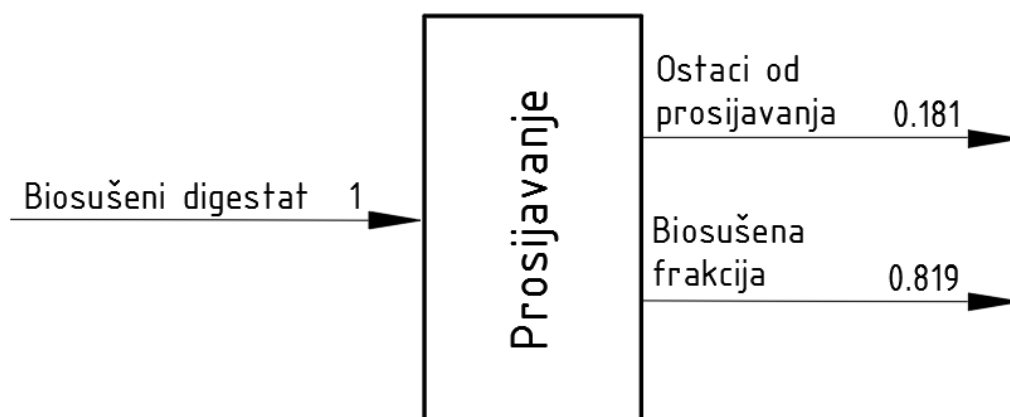 Biosušeni digestat 1
Prosijavanje
Ostaci od
prosijavanja 0.181
Biosušena
frakcija 0.819